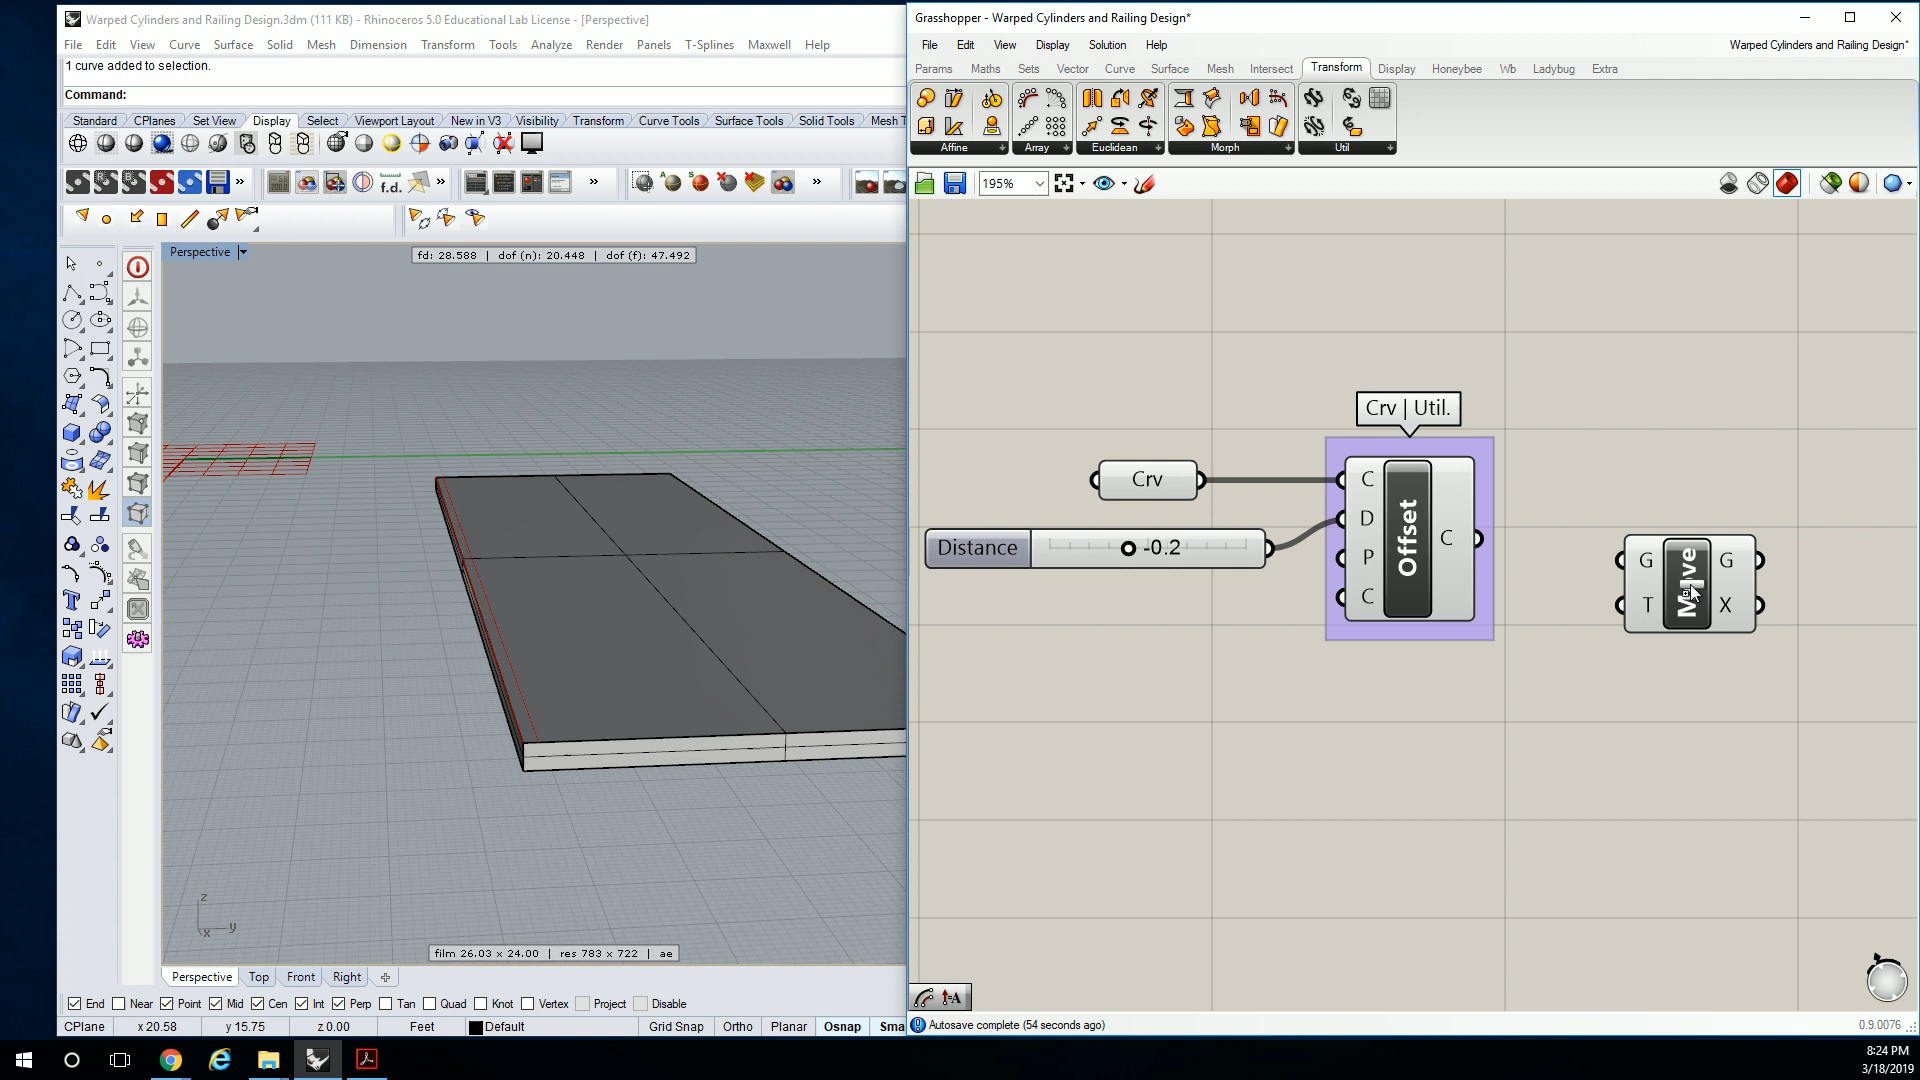 Warped Cylinders and Railing Design.3dm (111 KB) - Rhinoceros 5.0 Educational Lab License - [Perspective]
File Edit View Curve Surface Solid Mesh Dimension Transform Tools Analyze Render Panels T-Splines Maxwell Help
1 curve added to selection.
Command:
Standard CPlanes Set View Display Select Viewport Layout New in V3 Visibility Transform Curve Tools Surface Tools Solid Tools Mesh T
f.d.
Perspective
fd: 28.588 | dof (n): 20.448 | dof (f): 47.492
z
y
x
film 26.03 x 24.00 | res 783 x 722 | ae
Perspective Top Front Right
End Near Point Mid Cen Int Perp Tan Quad Knot Vertex Project Disable
CPlane x 20.58 y 15.75 z 0.00 Feet Default Grid Snap Ortho Planar Osnap Sma
Grasshopper - Warped Cylinders and Railing Design*
File Edit View Display Solution Help Warped Cylinders and Railing Design*
Params Maths Sets Vector Curve Surface Mesh Intersect Transform Display Honeybee Wb Ladybug Extra
Affine Array Euclidean Morph Util
195%
Crv | Util.
Crv
Distance -0.2
C
D
P
C
Offset
C
G
T
Move
G
X
Autosave complete (54 seconds ago) 0.9.0076
8:24 PM
3/18/2019